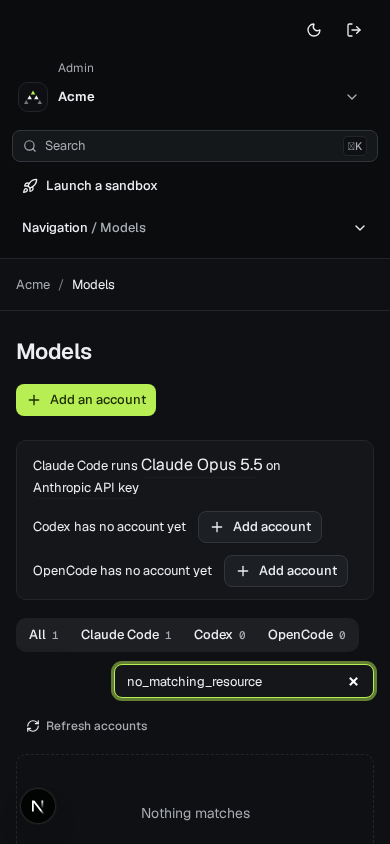 Admin
Acme
Search
K
Launch a sandbox
Navigation / Models
Acme / Models
Models
+ Add an account
Claude Code runs Claude Opus 5.5 on
Anthropic API key
Codex has no account yet + Add account
OpenCode has no account yet + Add account
All 1 Claude Code 1 Codex 0 OpenCode 0
no_matching_resource ×
Refresh accounts
N
Nothing matches